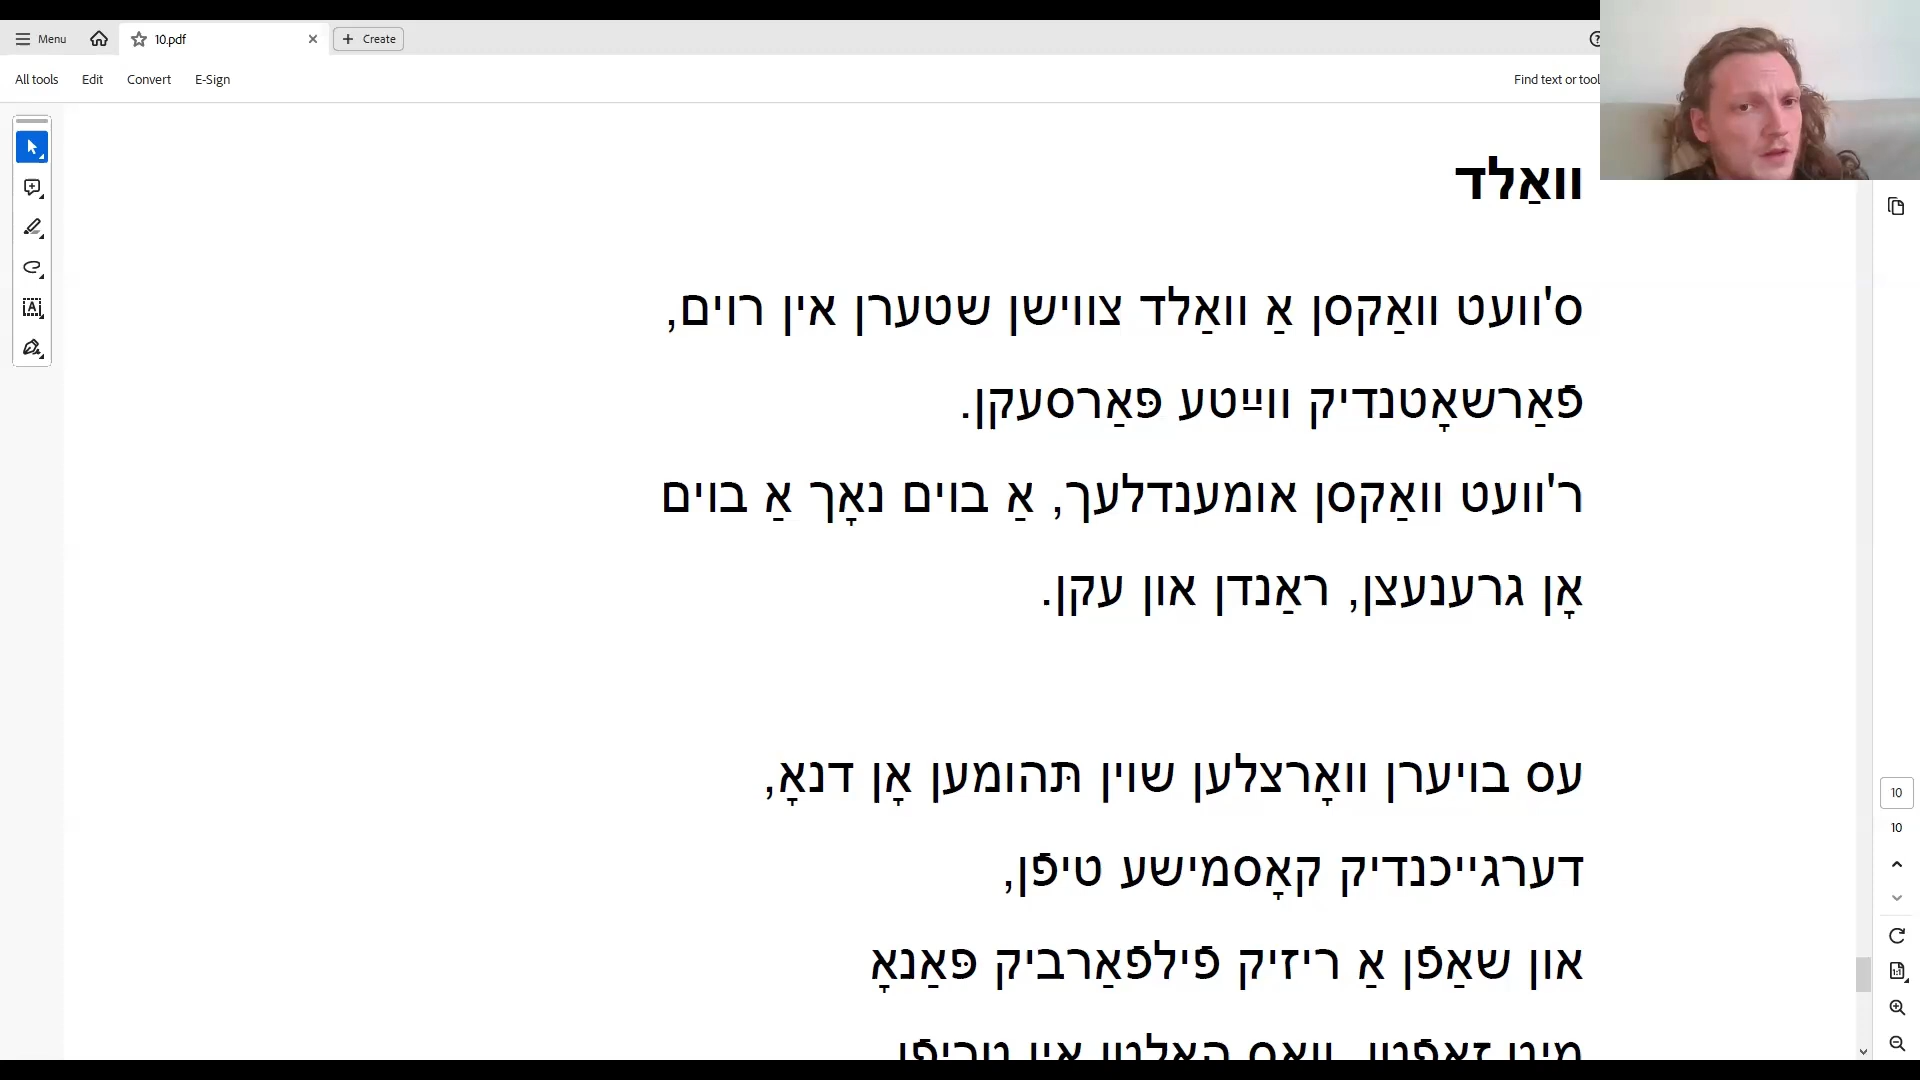 Menu
10.pdf
Create
All tools
Edit
Convert
E-Sign
Find text or tool
וואַלד
ס'וועט וואַקסן אַ וואַלד צווישן שטערן אין רוים,
פֿאַרשאָטנדיק ווײַטע פּאַרסעקן.
ר'וועט וואַקסן אומענדלעך, אַ בוים נאָך אַ בוים
אָן גרענעצן, ראַנדן און עקן.
עס בויערן וואָרצלען שוין תּהומען אָן דנאָ,
דערגייכנדיק קאָסמישע טיפֿן,
און שאַפֿן אַ ריזיק פֿילפֿאַרביק פּאַנאָ
10
10